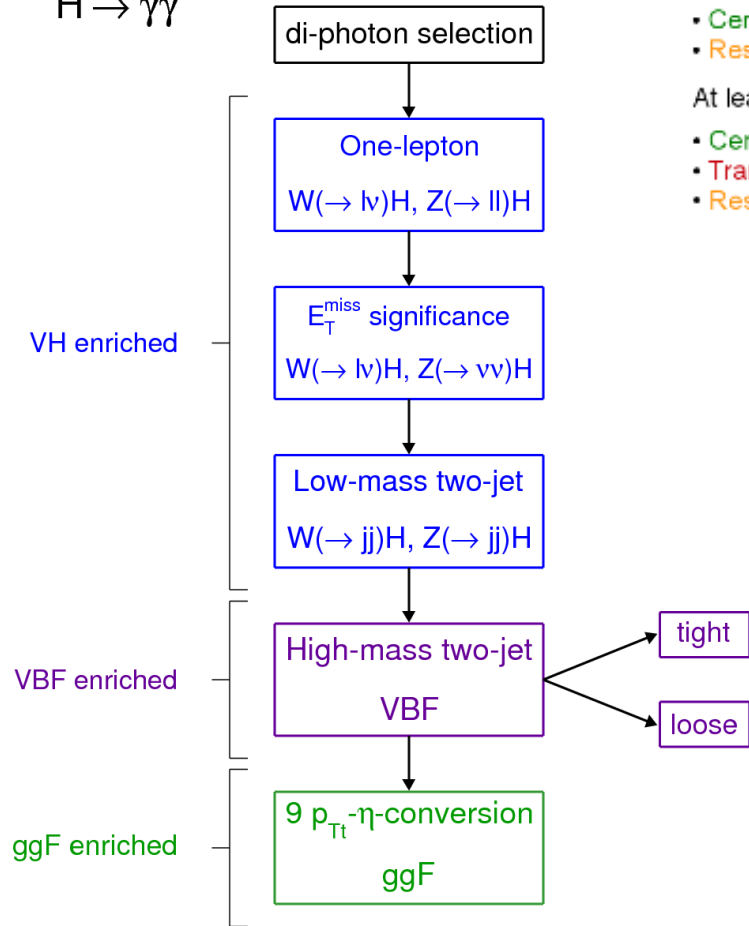 H → γγ
di-photon selection
One-lepton
W(→ lν)H, Z(→ ll)H
E_T^miss significance
W(→ lν)H, Z(→ νν)H
Low-mass two-jet
W(→ jj)H, Z(→ jj)H
VH enriched
High-mass two-jet
VBF
VBF enriched
tight
loose
9 p_Tt-η-conversion
ggF
ggF enriched
At